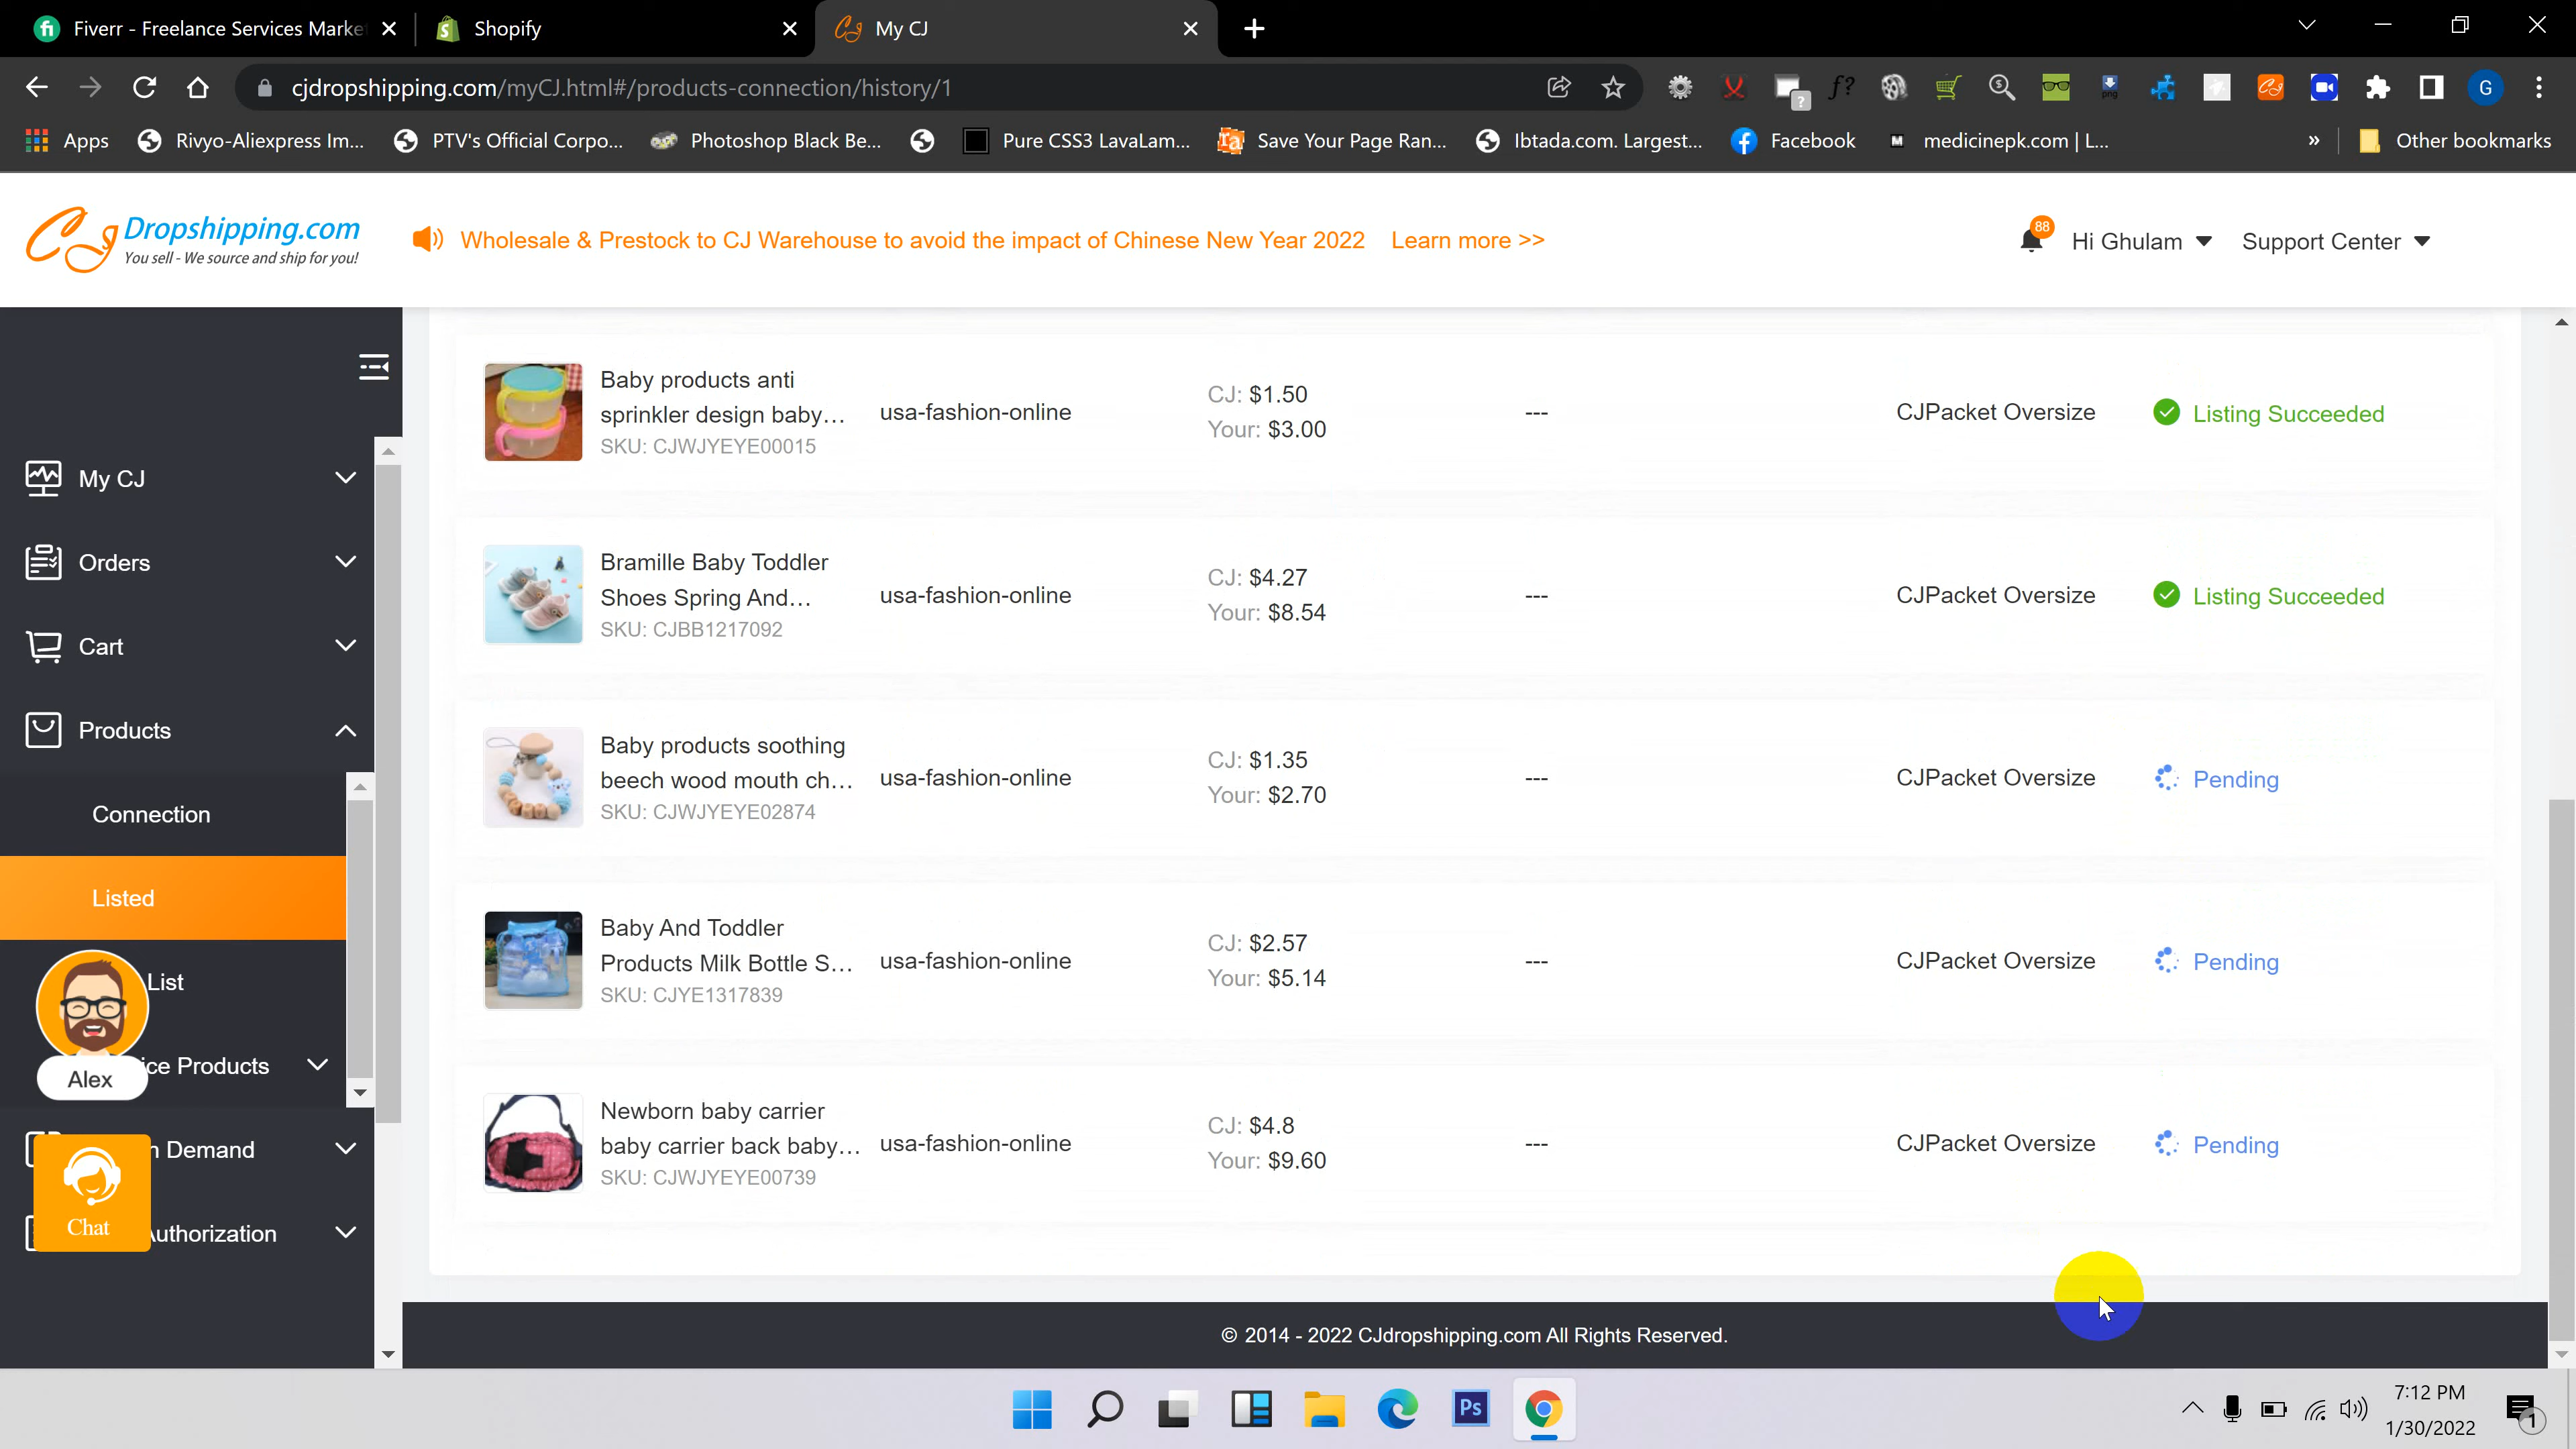 Fiverr - Freelance Services Marke
Shopify
My CJ
cjdropshipping.com/myCJ.html#/products-connection/history/1
Apps
Rivyo-Aliexpress Im...
PTV's Official Corpo...
Photoshop Black Be...
Pure CSS3 LavaLam...
Save Your Page Ran...
Ibtada.com. Largest...
Facebook
medicinepk.com | L...
»
Other bookmarks
CJ Dropshipping.com
You sell - We source and ship for you!
Wholesale & Prestock to CJ Warehouse to avoid the impact of Chinese New Year 2022 Learn more >>
88
Hi Ghulam
Support Center
My CJ
Orders
Cart
Products
Connection
Listed
List
ice Products
n Demand
uthorization
Alex
Chat
Baby products anti
sprinkler design baby...
SKU: CJWJYEYE00015
usa-fashion-online
CJ: $1.50
Your: $3.00
---
CJPacket Oversize
Listing Succeeded
Bramille Baby Toddler
Shoes Spring And...
SKU: CJBB1217092
usa-fashion-online
CJ: $4.27
Your: $8.54
---
CJPacket Oversize
Listing Succeeded
Baby products soothing
beech wood mouth ch...
SKU: CJWJYEYE02874
usa-fashion-online
CJ: $1.35
Your: $2.70
---
CJPacket Oversize
Pending
Baby And Toddler
Products Milk Bottle S...
SKU: CJYE1317839
usa-fashion-online
CJ: $2.57
Your: $5.14
---
CJPacket Oversize
Pending
Newborn baby carrier
baby carrier back baby...
SKU: CJWJYEYE00739
usa-fashion-online
CJ: $4.8
Your: $9.60
---
CJPacket Oversize
Pending
© 2014 - 2022 CJdropshipping.com All Rights Reserved.
Ps
7:12 PM
1/30/2022
1